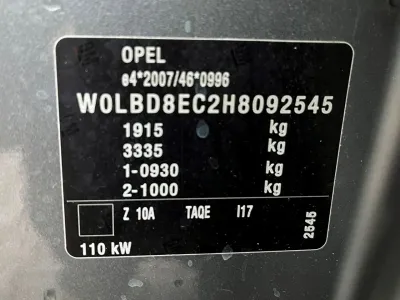 OPEL
e4*2007/46*0996
W0LBD8EC2H8092545
1915 kg
3335 kg
1-0930 kg
2-1000 kg
Z 10A TAQE I17
2545
110 kW